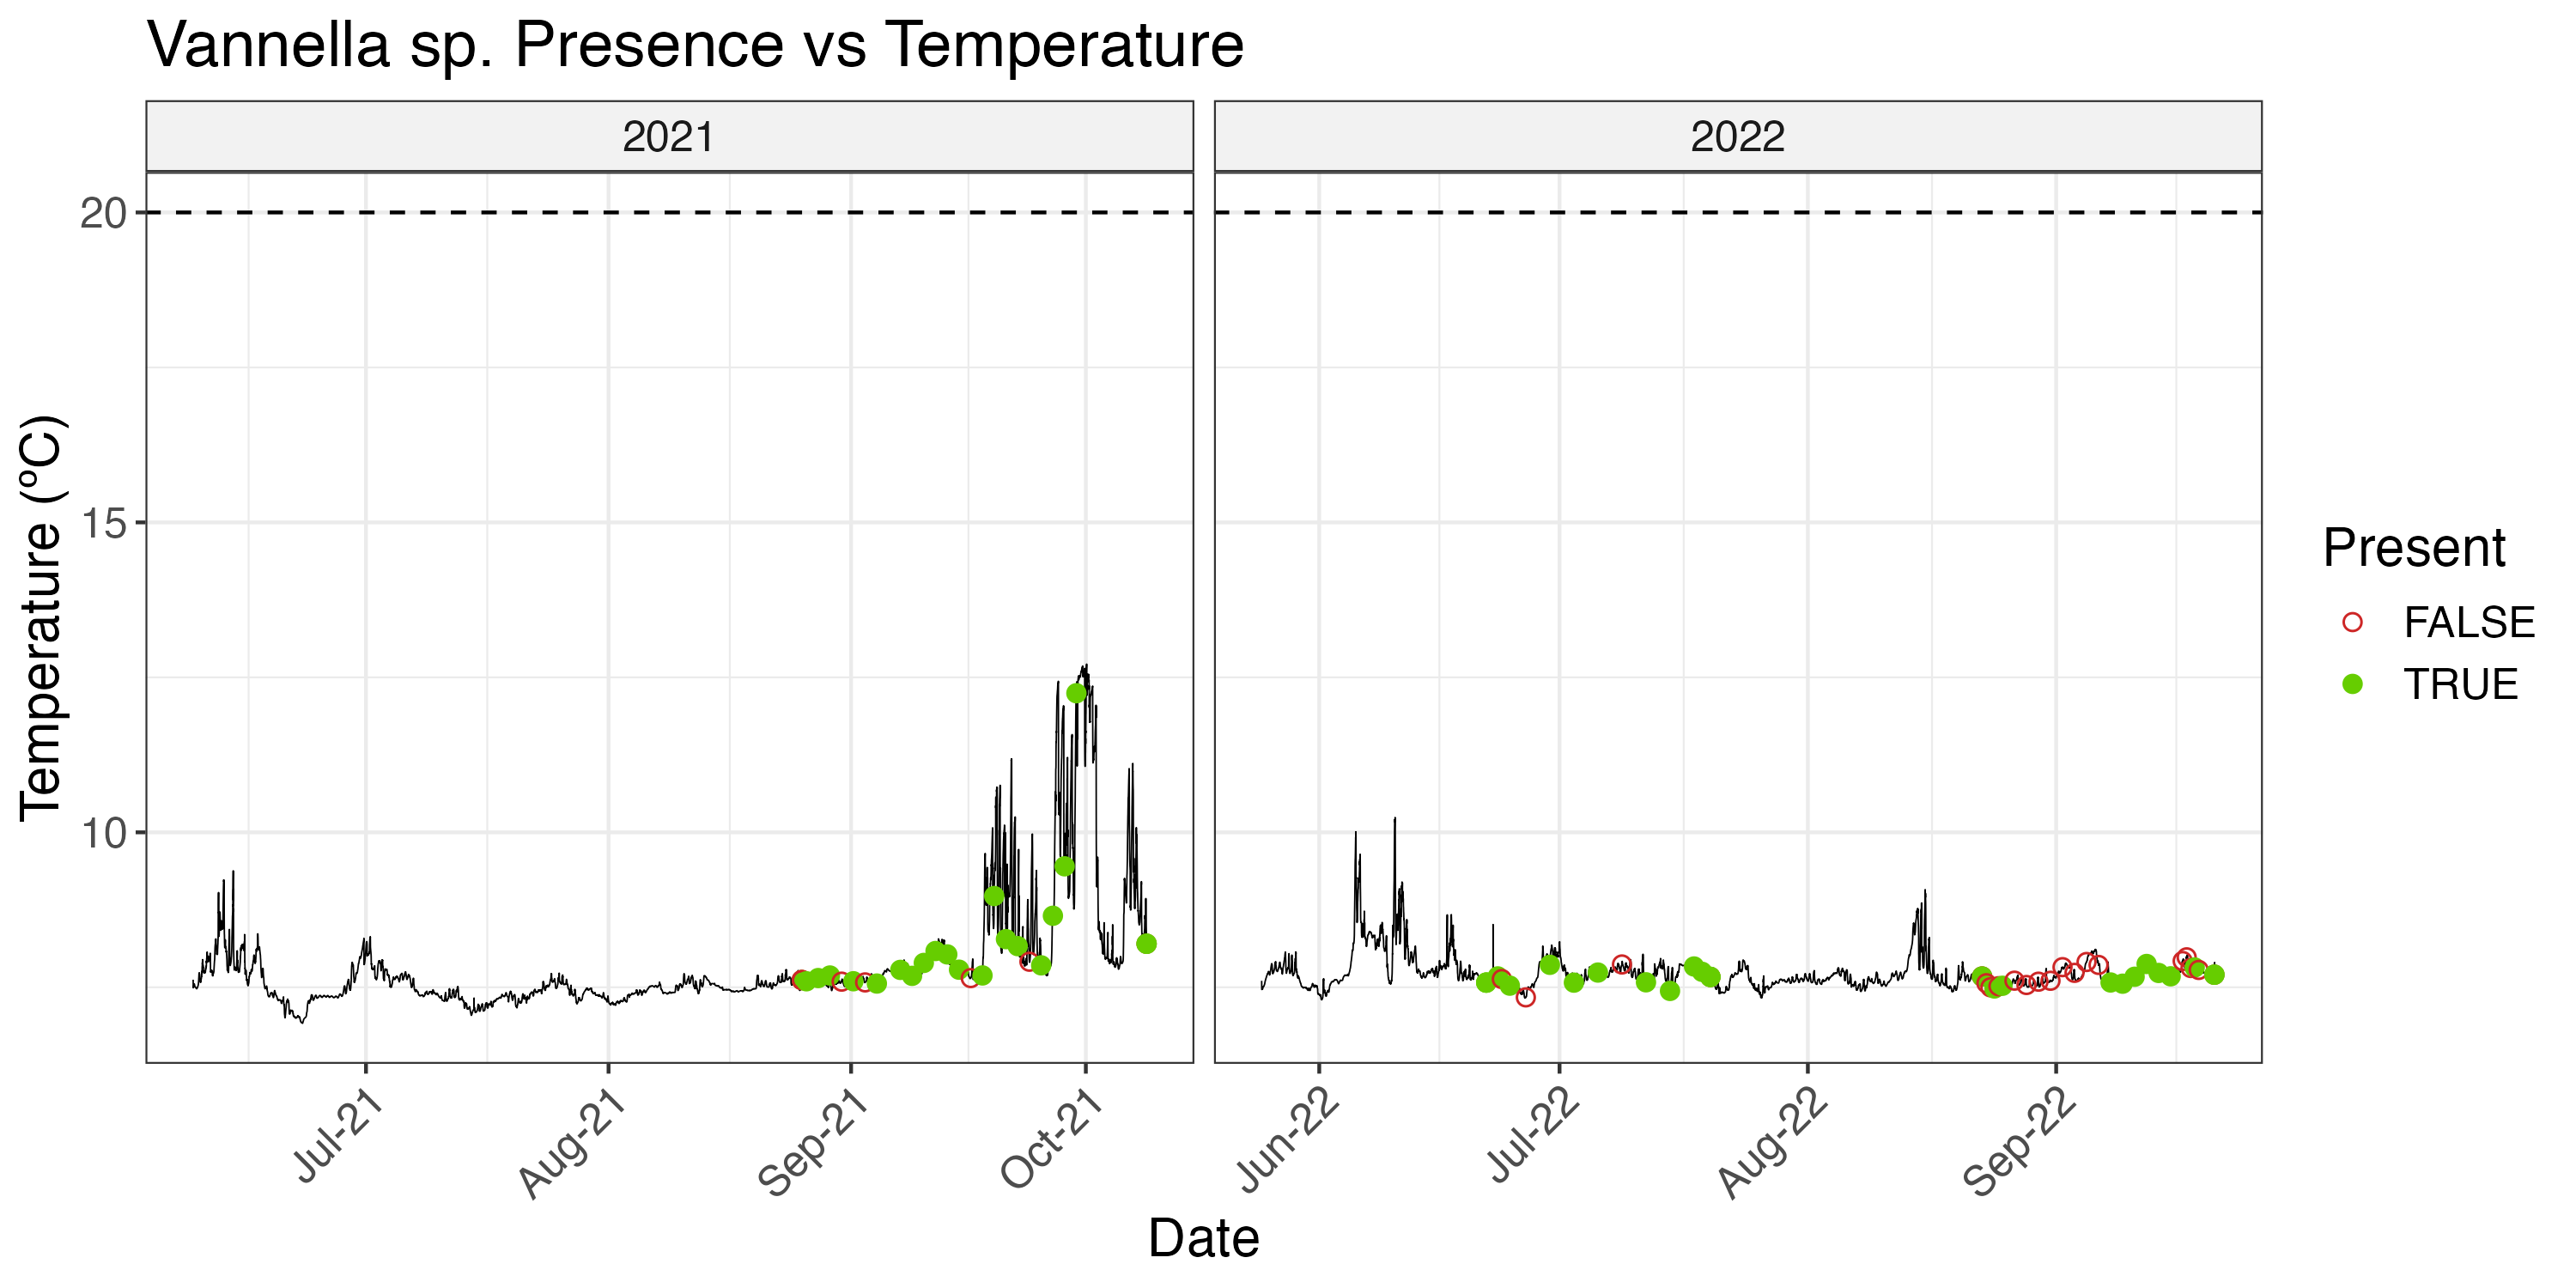 Vannella sp. Presence vs Temperature
2021
2022
20
15
10
Temperature (ºC)
Jul-21
Aug-21
Sep-21
Oct-21
Jun-22
Jul-22
Aug-22
Sep-22
Date
Present
FALSE
TRUE